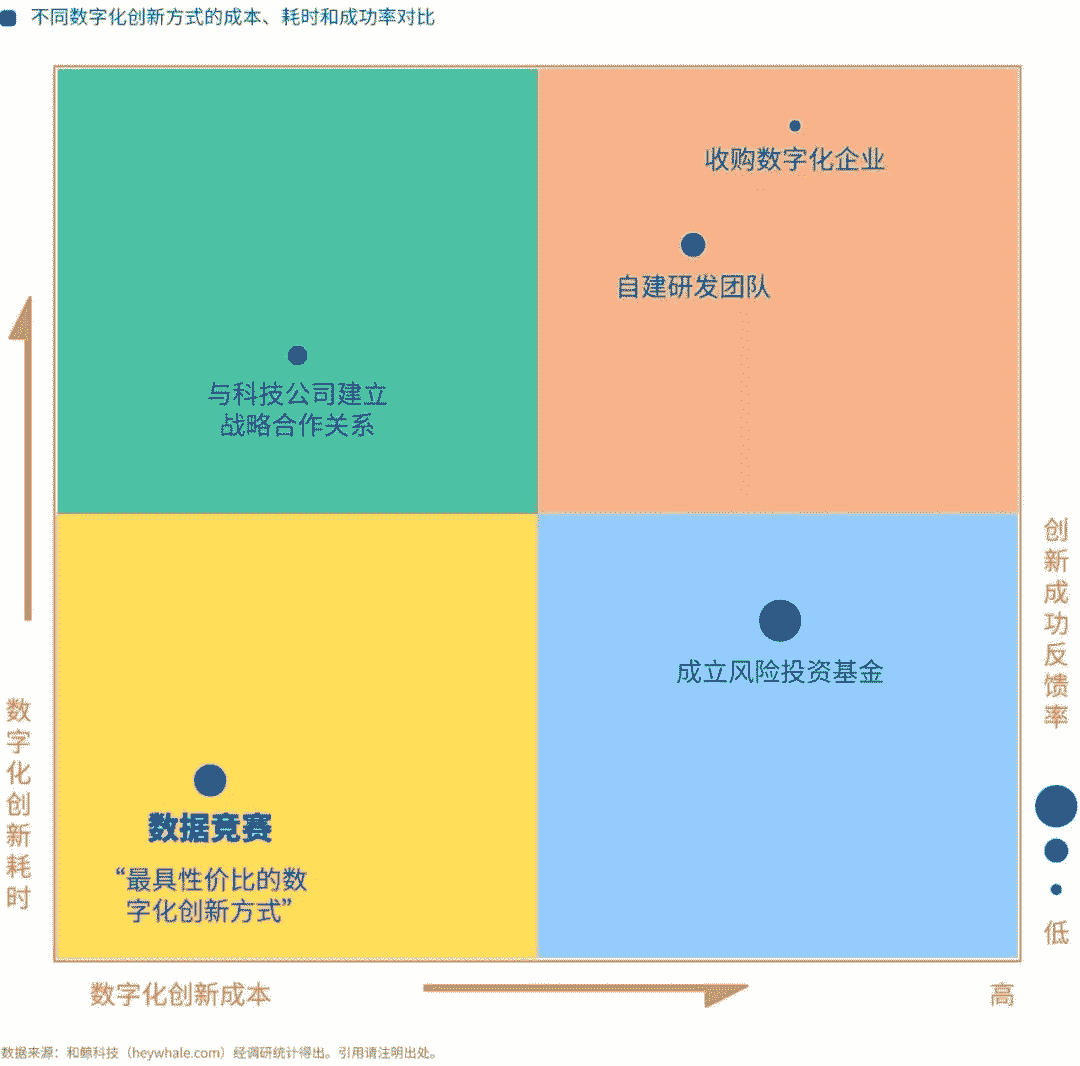 不同数字化创新方式的成本、耗时和成功率对比
收购数字化企业
自建研发团队
与科技公司建立
战略合作关系
成立风险投资基金
数据竞赛
“最具性价比的数
字化创新方式”
数字化创新耗时
创新成功反馈率
低
数字化创新成本
高
数据来源：和鲸科技（heywhale.com）经调研统计得出。引用请注明出处。